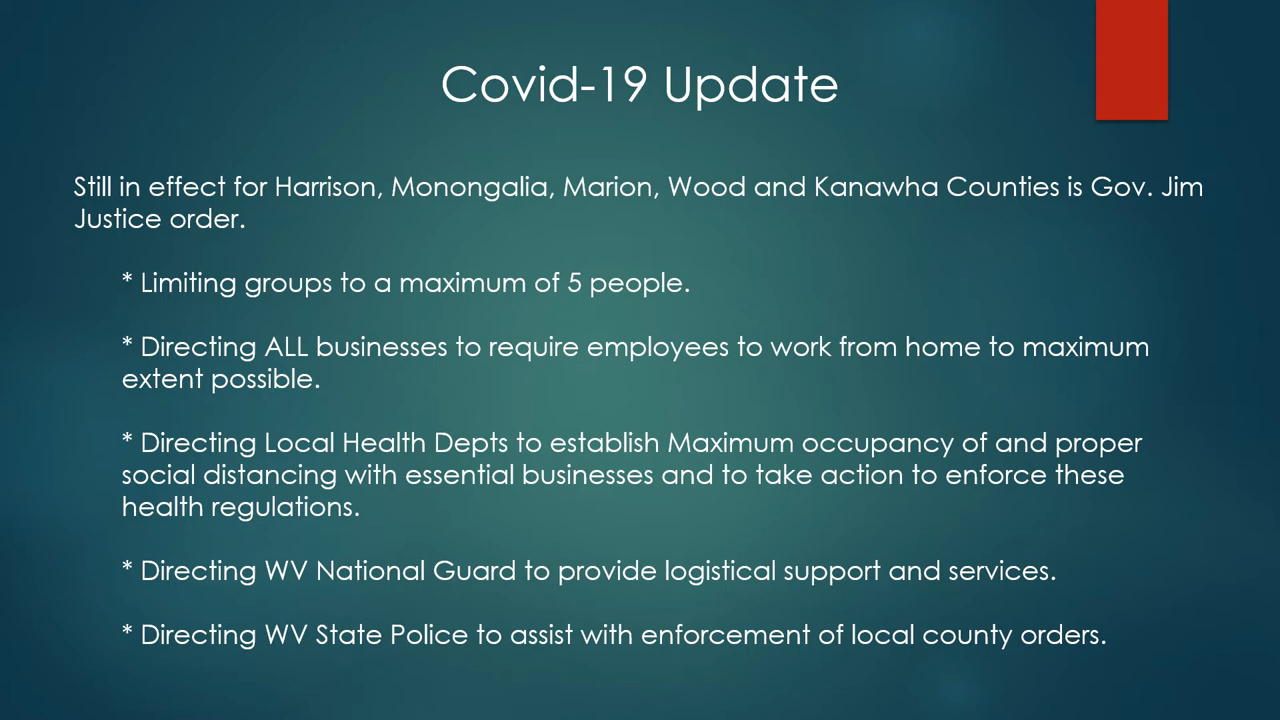 Covid-19 Update
Still in effect for Harrison, Monongalia, Marion, Wood and Kanawha Counties is Gov. Jim
Justice order.
* Limiting groups to a maximum of 5 people.
* Directing ALL businesses to require employees to work from home to maximum
extent possible.
* Directing Local Health Depts to establish Maximum occupancy of and proper
social distancing with essential businesses and to take action to enforce these
health regulations.
* Directing WV National Guard to provide logistical support and services.
* Directing WV State Police to assist with enforcement of local county orders.